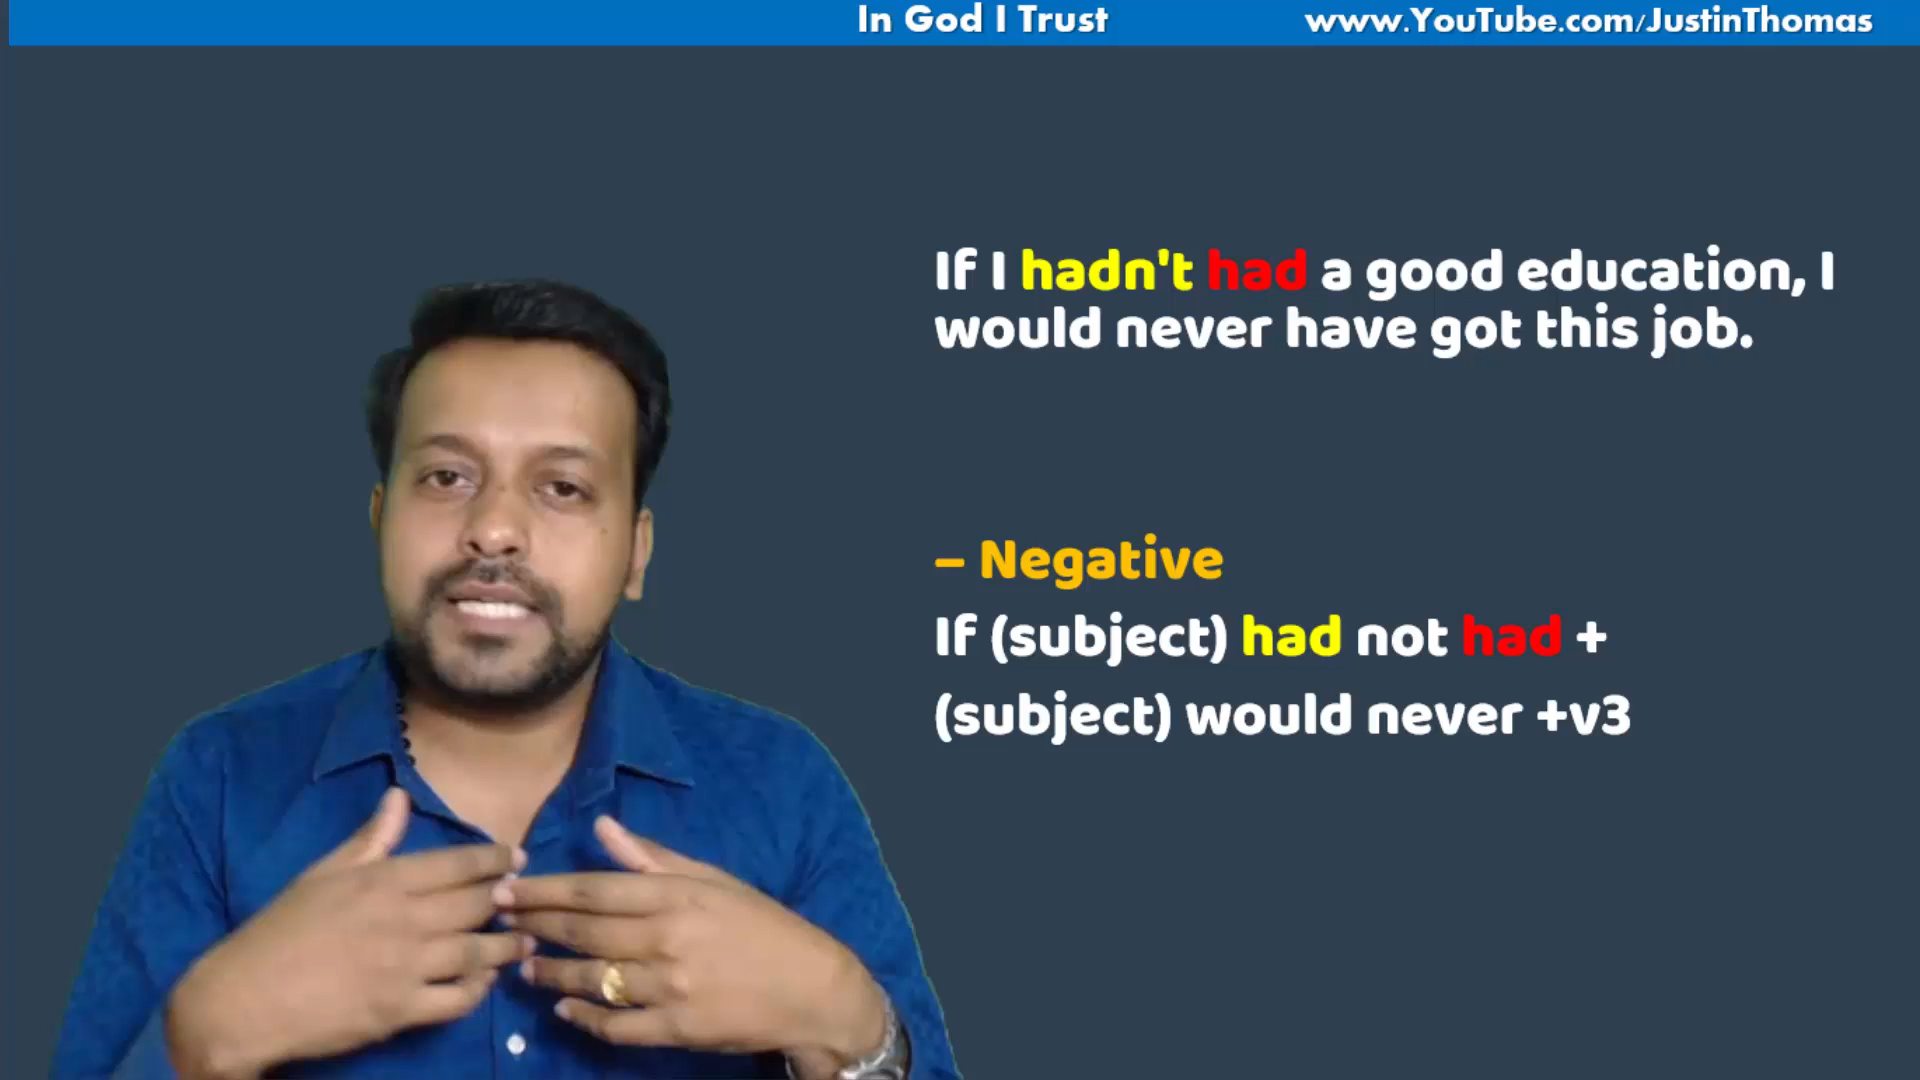 In God I Trust
www.YouTube.com/JustinThomas
If I hadn't had a good education, I
would never have got this job.
– Negative
If (subject) had not had +
(subject) would never +v3